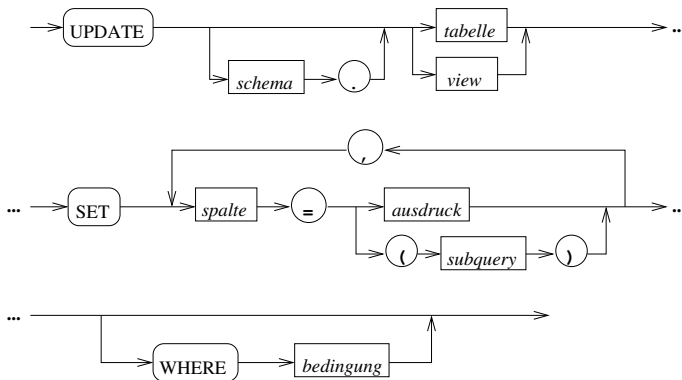 UPDATE schema . tabelle ..
view
,
... SET spalte = ausdruck ..
( subquery )
...
WHERE bedingung